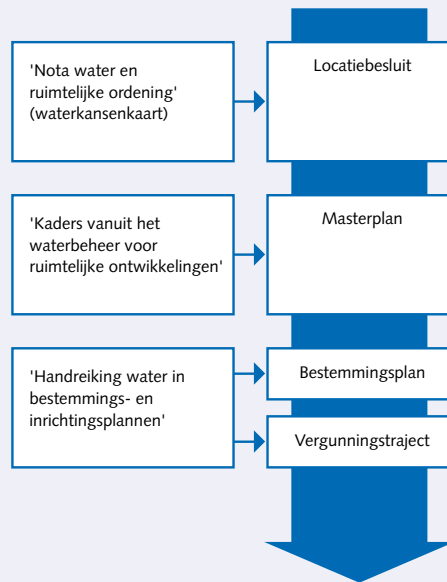 'Nota water en
ruimtelijke ordening'
(waterkansenkaart)
Locatiebesluit
'Kaders vanuit het
waterbeheer voor
ruimtelijke ontwikkelingen'
Masterplan
'Handreiking water in
bestemmings- en
inrichtingsplannen'
Bestemmingsplan
Vergunningstraject